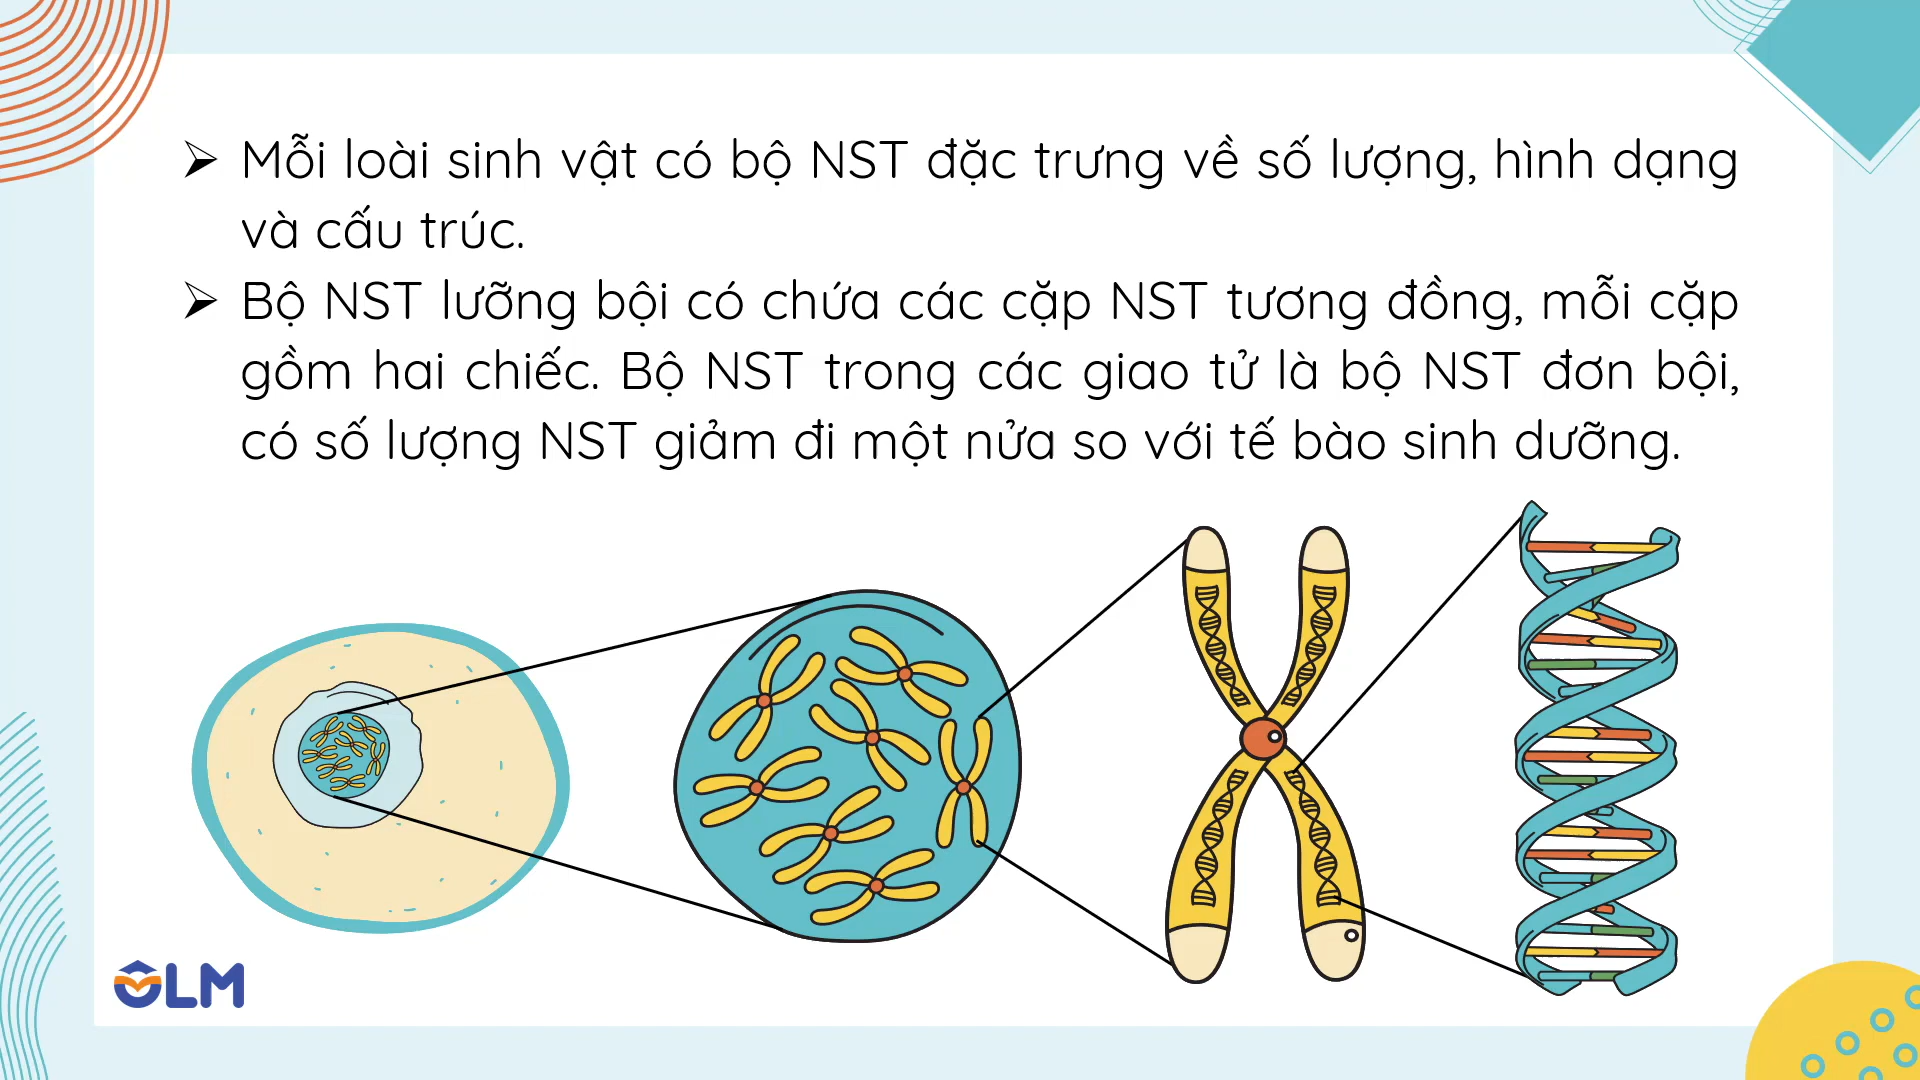 ➢ Mỗi loài sinh vật có bộ NST đặc trưng về số lượng, hình dạng
và cấu trúc.
➢ Bộ NST lưỡng bội có chứa các cặp NST tương đồng, mỗi cặp
gồm hai chiếc. Bộ NST trong các giao tử là bộ NST đơn bội,
có số lượng NST giảm đi một nửa so với tế bào sinh dưỡng.
OLM